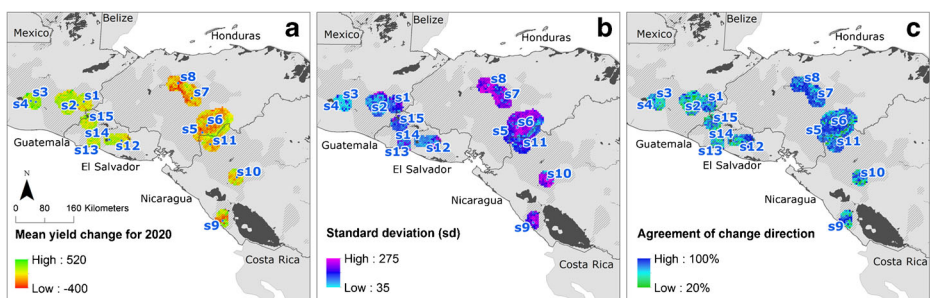 a
Mexico
Belize
Honduras
s8
s7
s3
s4
s1
s2
s6
s5
s15
s14
s13
s12
s11
Guatemala
El Salvador
s10
N
Nicaragua
0 80 160 Kilometers
s9
Mean yield change for 2020
High : 520
Low : -400
Costa Rica
b
Mexico
Belize
Honduras
s8
s7
s3
s4
s1
s2
s6
s5
s15
s14
s13
s12
s11
Guatemala
El Salvador
s10
Nicaragua
s9
Standard deviation (sd)
High : 275
Low : 35
Costa Rica
c
Mexico
Belize
Honduras
s8
s7
s3
s4
s1
s2
s6
s5
s15
s14
s13
s12
s11
Guatemala
El Salvador
s10
Nicaragua
s9
Agreement of change direction
High : 100%
Low : 20%
Costa Rica